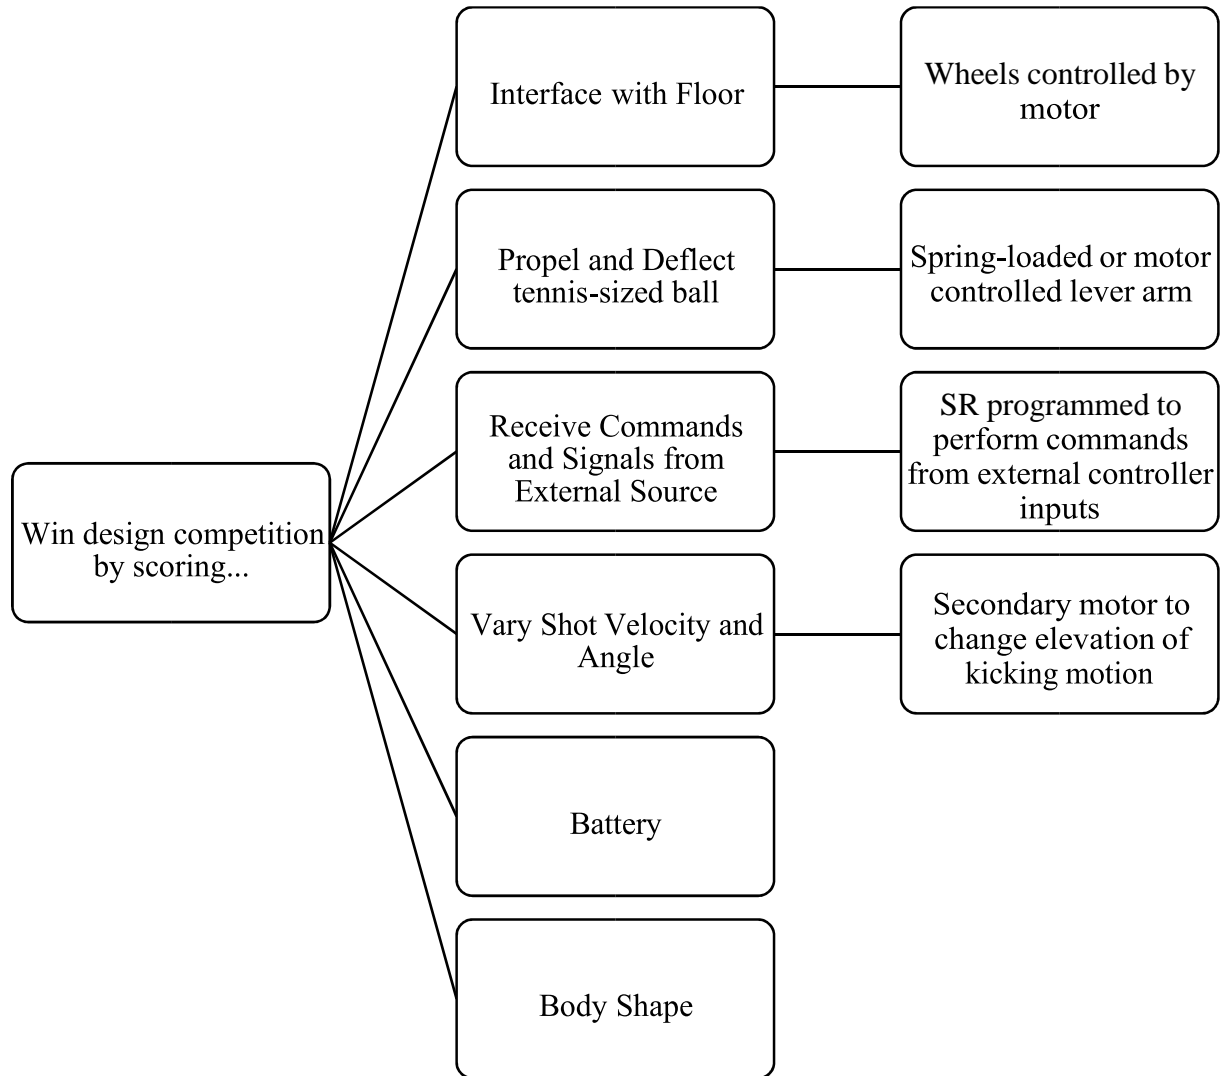 Interface with Floor
Wheels controlled by
motor
Propel and Deflect
tennis-sized ball
Spring-loaded or motor
controlled lever arm
Receive Commands
and Signals from
External Source
SR programmed to
perform commands
from external controller
inputs
Win design competition
by scoring...
Vary Shot Velocity and
Angle
Secondary motor to
change elevation of
kicking motion
Battery
Body Shape